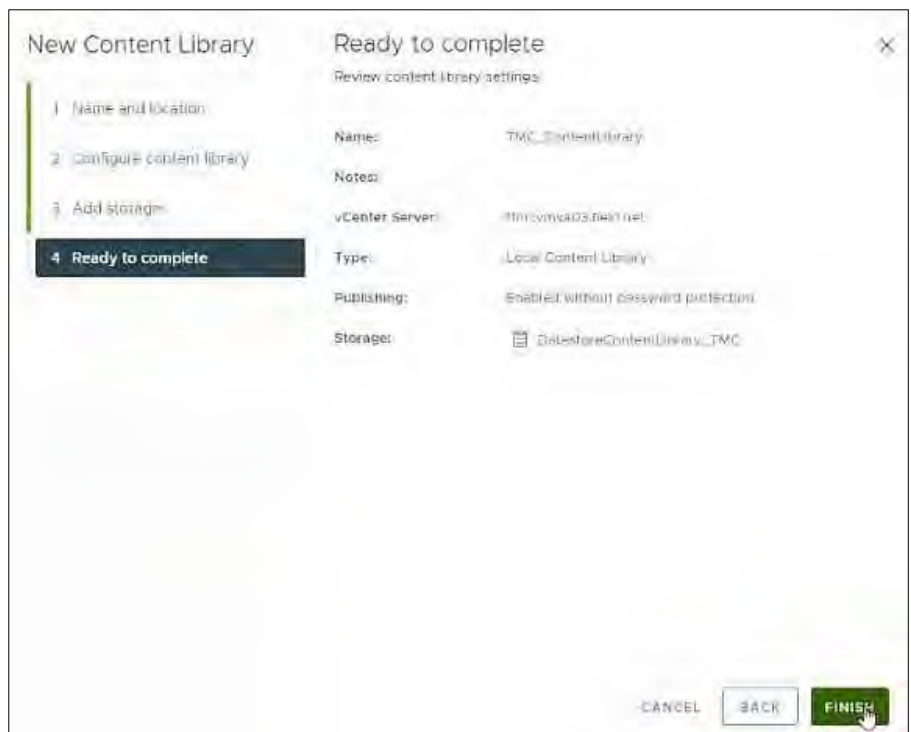 New Content Library
1 Name and location
2 Configure content library
3 Add storage
4 Ready to complete
Ready to complete
Review content library settings.
Name: TMC_ContentLibrary
Notes:
vCenter Server:
Type: Local Content Library
Publishing: Enabled without password protection
Storage: DatastoreContentLibrary_TMC
CANCEL
BACK
FINISH